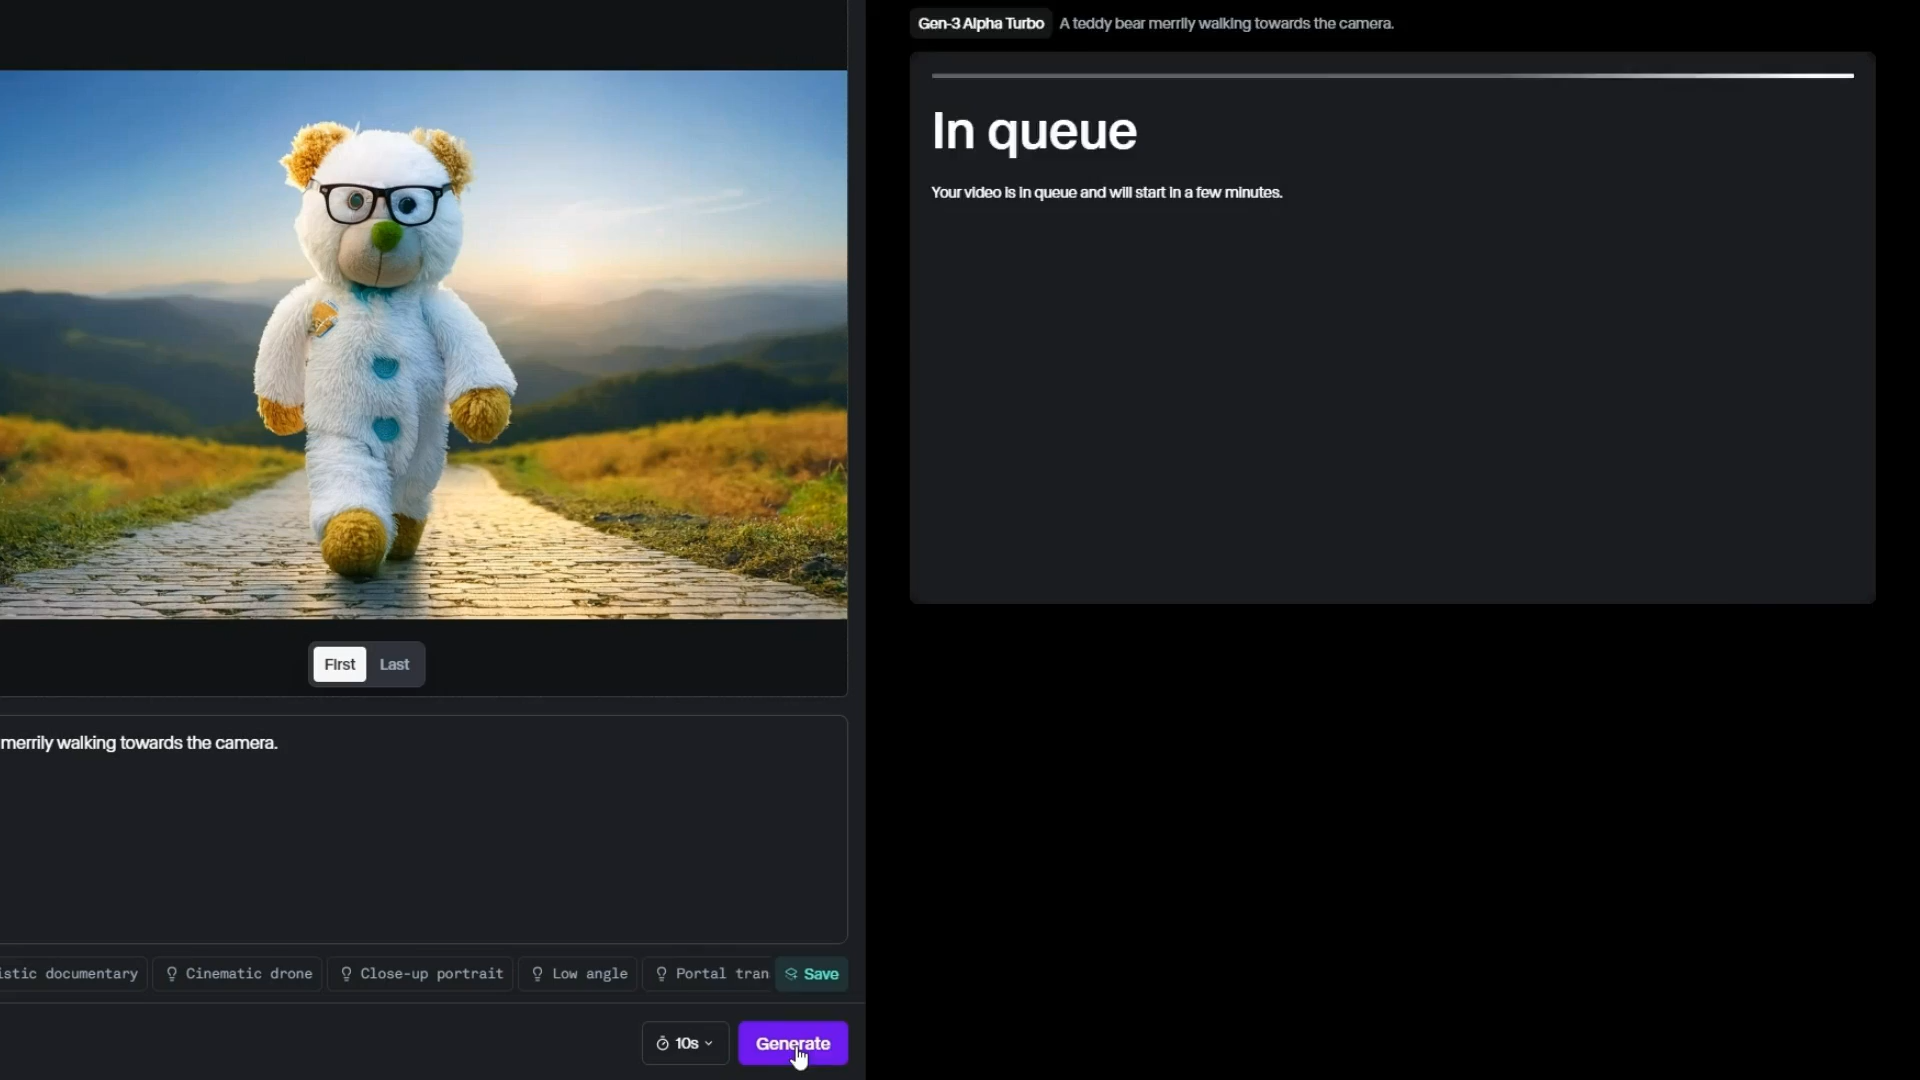 Gen-3 Alpha Turbo A teddy bear merrily walking towards the camera.
In queue
Your video is in queue and will start in a few minutes.
First Last
merrily walking towards the camera.
istic documentary Cinematic drone Close-up portrait Low angle Portal tran Save
10s Generate